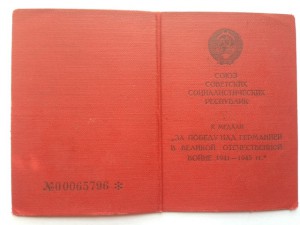 СОЮЗ
СОВЕТСКИХ
СОЦИАЛИСТИЧЕСКИХ
РЕСПУБЛИК
К МЕДАЛИ
„ЗА ПОБЕДУ НАД ГЕРМАНИЕЙ
В ВЕЛИКОЙ ОТЕЧЕСТВЕННОЙ
ВОЙНЕ 1941—1945 гг."
№00065796 ✻